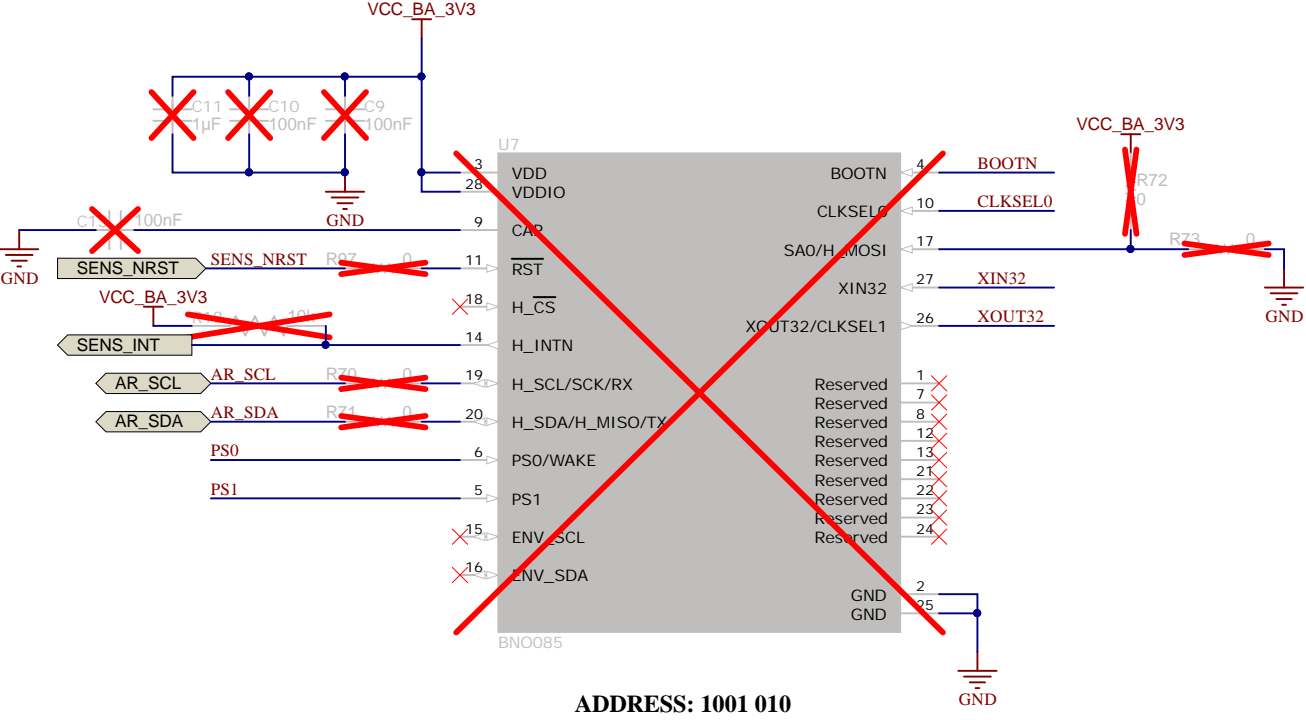 VCC_BA_3V3
C11
1µF
C10
100nF
C9
100nF
GND
U7
3 VDD
28 VDDIO
100nF
9 CAP
GND
SENS_NRST SENS_NRST 0 11 RST
VCC_BA_3V3
18 H_CS
SENS_INT 14 H_INTN
AR_SCL AR_SCL R70 0 19 H_SCL/SCK/RX
AR_SDA AR_SDA R71 0 20 H_SDA/H_MISO/TX
PS0 6 PS0/WAKE
PS1 5 PS1
15 ENV_SCL
16 ENV_SDA
BOOTN 4 BOOTN
CLKSEL0 10 CLKSEL0
SA0/H_MOSI 17
XIN32 27 XIN32
XOUT32/CLKSEL1 26 XOUT32
VCC_BA_3V3
R72
0
R73 0
GND
Reserved 1
Reserved 7
Reserved 8
Reserved 12
Reserved 13
Reserved 21
Reserved 22
Reserved 23
Reserved 24
GND 2
GND 25
GND
BNO085
ADDRESS: 1001 010